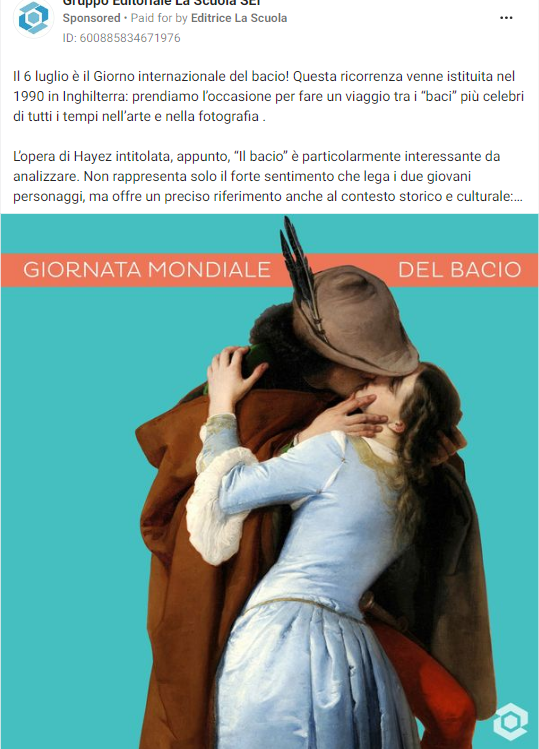 Gruppo Editoriale La Scuola SEI
Sponsored • Paid for by Editrice La Scuola
ID: 600885834671976
Il 6 luglio è il Giorno internazionale del bacio! Questa ricorrenza venne istituita nel
1990 in Inghilterra: prendiamo l'occasione per fare un viaggio tra i "baci" più celebri
di tutti i tempi nell'arte e nella fotografia .
L'opera di Hayez intitolata, appunto, "Il bacio" è particolarmente interessante da
analizzare. Non rappresenta solo il forte sentimento che lega i due giovani
personaggi, ma offre un preciso riferimento anche al contesto storico e culturale:...
GIORNATA MONDIALE DEL BACIO